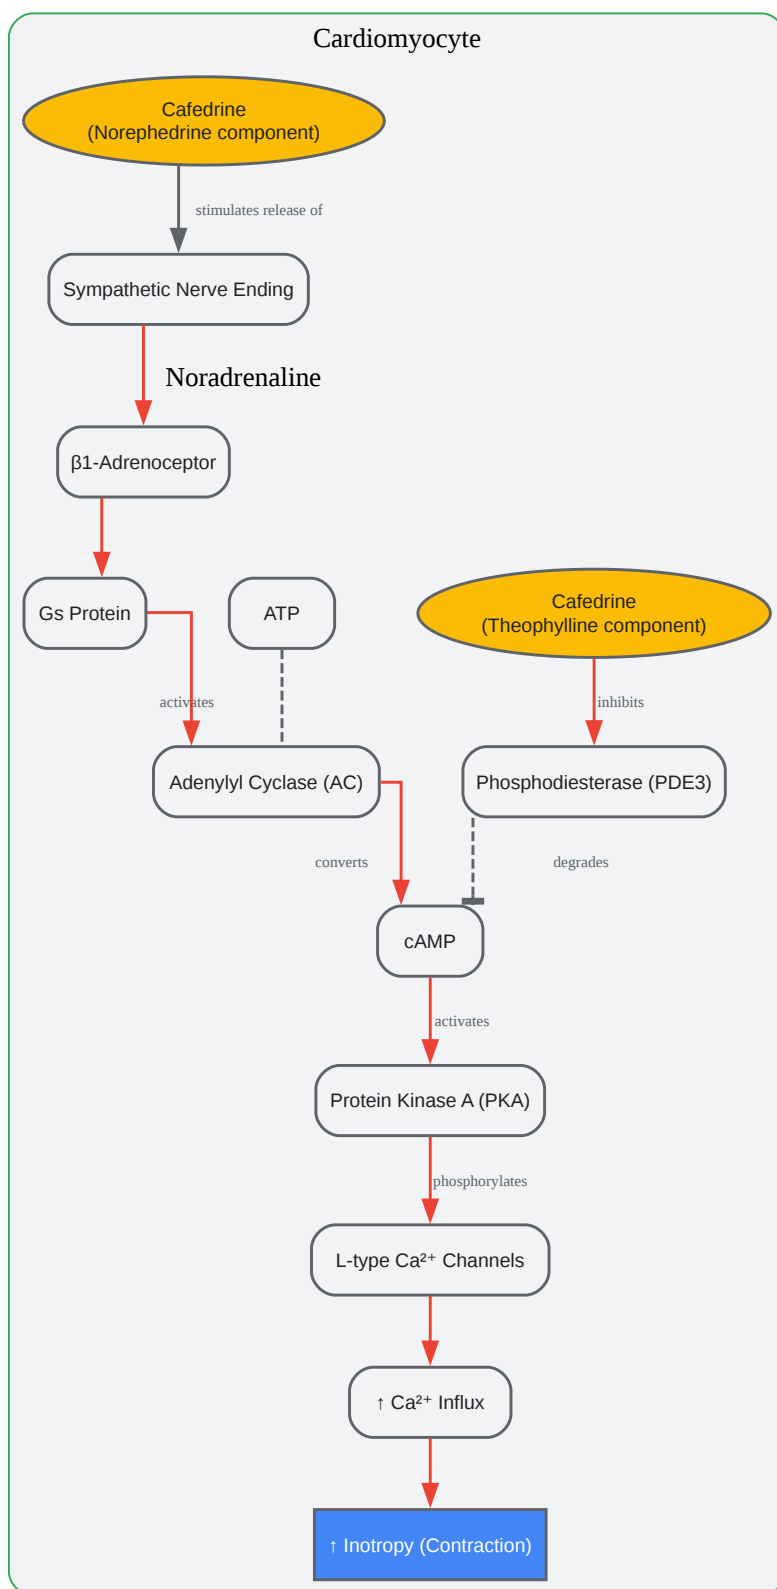 Cardiomyocyte
Cafedrine
(Norephedrine component)
stimulates release of
Sympathetic Nerve Ending
Noradrenaline
β1-Adrenoceptor
Gs Protein
ATP
Cafedrine
(Theophylline component)
activates
inhibits
Adenylyl Cyclase (AC)
Phosphodiesterase (PDE3)
converts
degrades
cAMP
activates
Protein Kinase A (PKA)
phosphorylates
L-type Ca²⁺ Channels
↑ Ca²⁺ Influx
↑ Inotropy (Contraction)